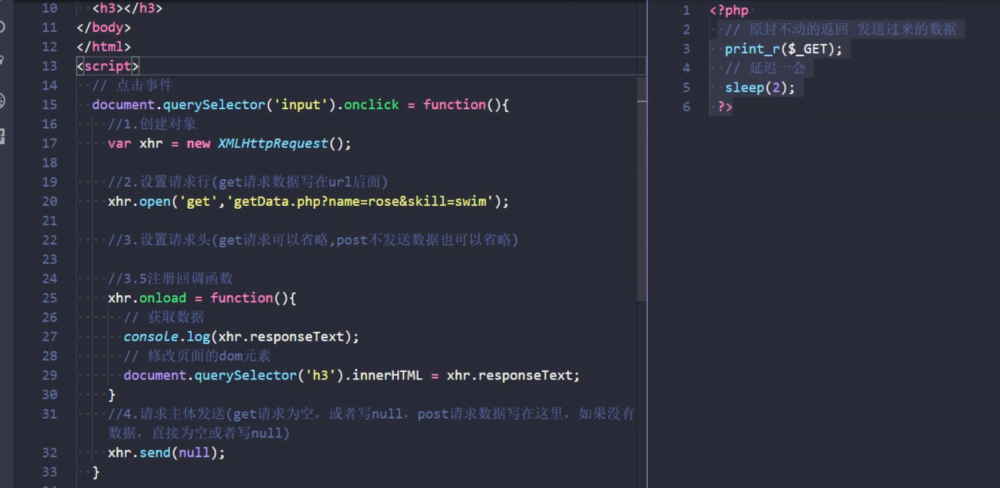 10 <h3></h3>
11 </body>
12 </html>
13 <script>
14 // 点击事件
15 document.querySelector('input').onclick = function(){
16 //1.创建对象
17 var xhr = new XMLHttpRequest();
18
19 //2.设置请求行(get请求数据写在url后面)
20 xhr.open('get','getData.php?name=rose&skill=swim');
21
22 //3.设置请求头(get请求可以省略,post不发送数据也可以省略)
23
24 //3.5注册回调函数
25 xhr.onload = function(){
26 // 获取数据
27 console.log(xhr.responseText);
28 // 修改页面的dom元素
29 document.querySelector('h3').innerHTML = xhr.responseText;
30 }
31 //4.请求主体发送(get请求为空，或者写null，post请求数据写在这里，如果没有
数据，直接为空或者写null)
32 xhr.send(null);
33 }
1 <?php
2 // 原封不动的返回 发送过来的数据
3 print_r($_GET);
4 // 延迟一会
5 sleep(2);
6 ?>